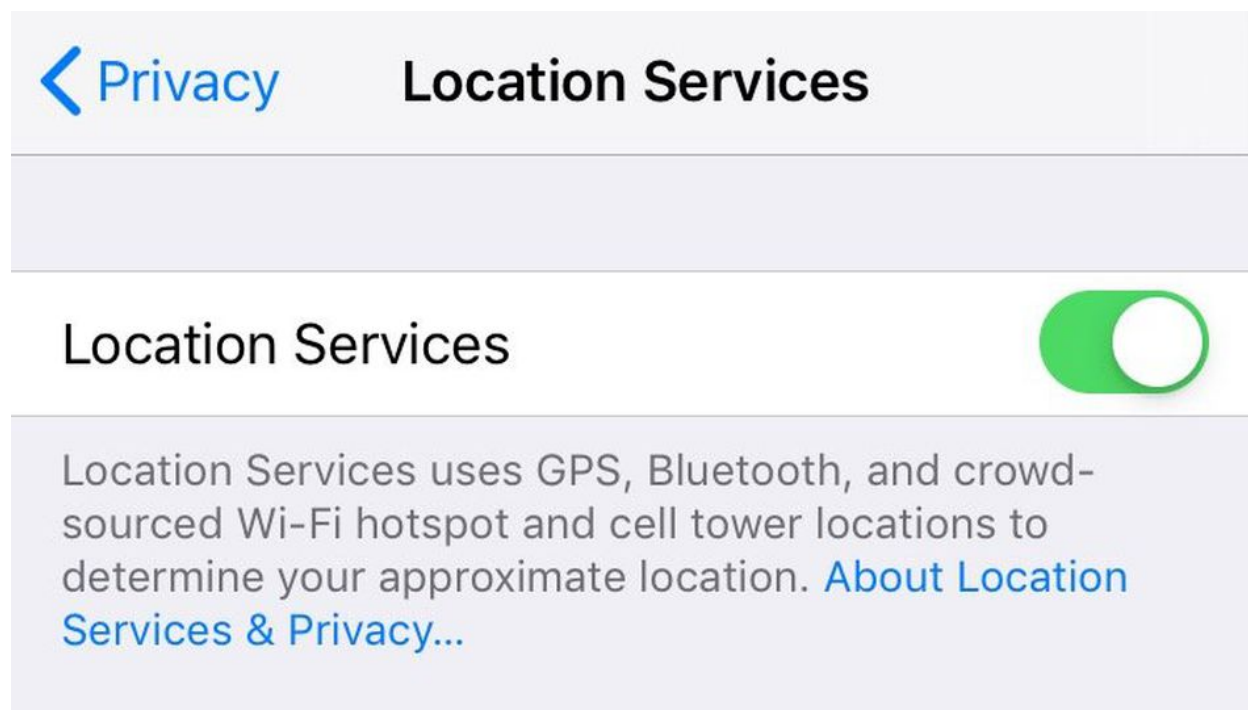 Privacy Location Services
Location Services
Location Services uses GPS, Bluetooth, and crowd-
sourced Wi-Fi hotspot and cell tower locations to
determine your approximate location. About Location
Services & Privacy...